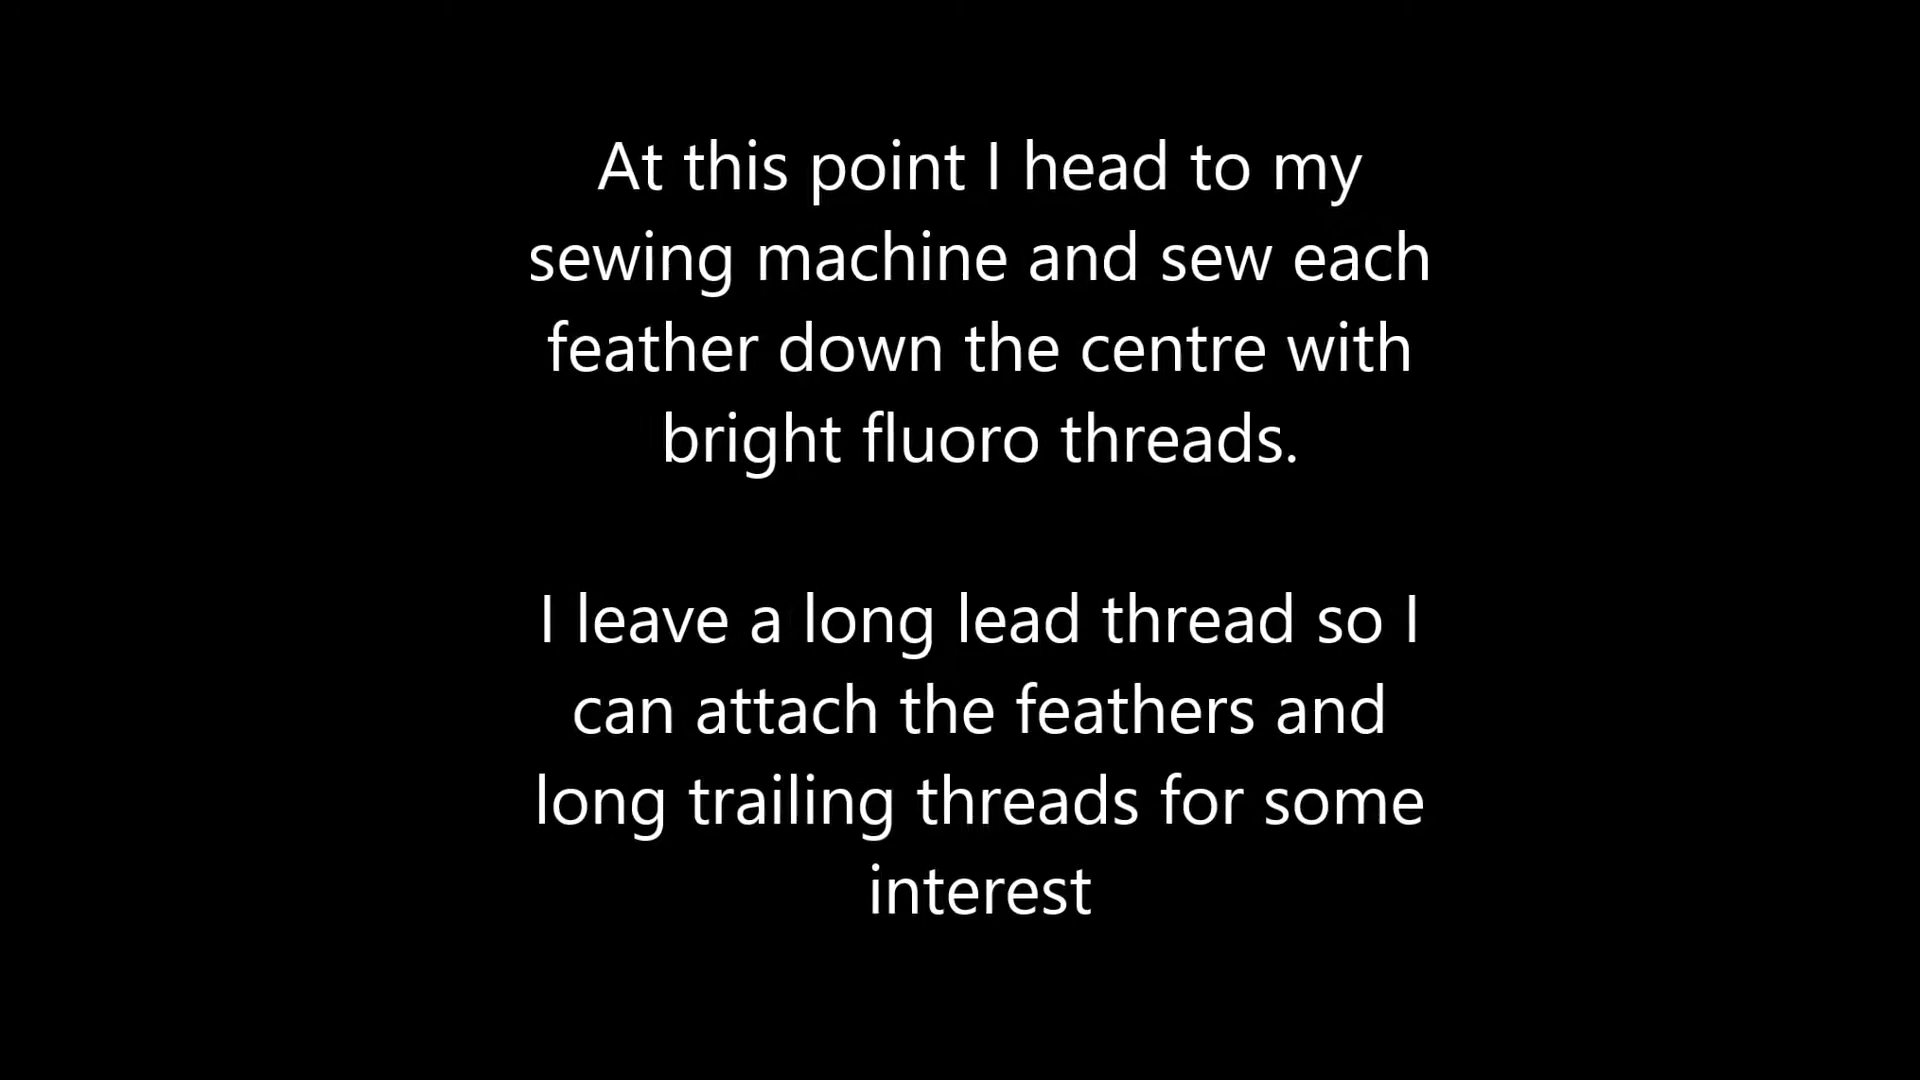 At this point I head to my
sewing machine and sew each
feather down the centre with
bright fluoro threads.
I leave a long lead thread so I
can attach the feathers and
long trailing threads for some
interest